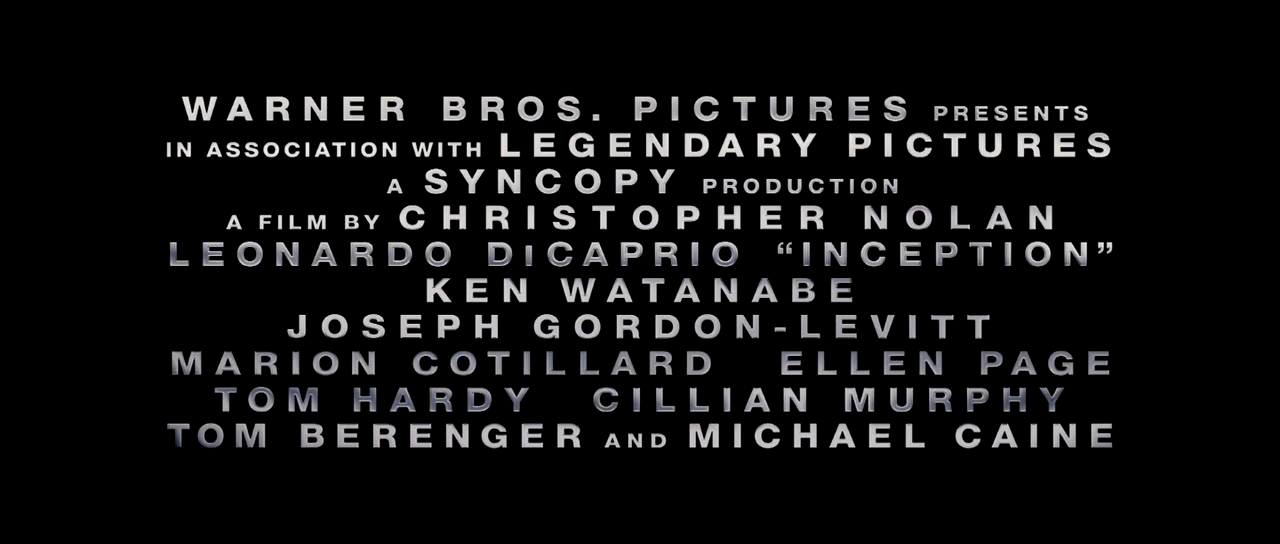 WARNER BROS. PICTURES PRESENTS
IN ASSOCIATION WITH LEGENDARY PICTURES
A SYNCOPY PRODUCTION
A FILM BY CHRISTOPHER NOLAN
LEONARDO DiCAPRIO “INCEPTION”
KEN WATANABE
JOSEPH GORDON-LEVITT
MARION COTILLARD ELLEN PAGE
TOM HARDY CILLIAN MURPHY
TOM BERENGER AND MICHAEL CAINE